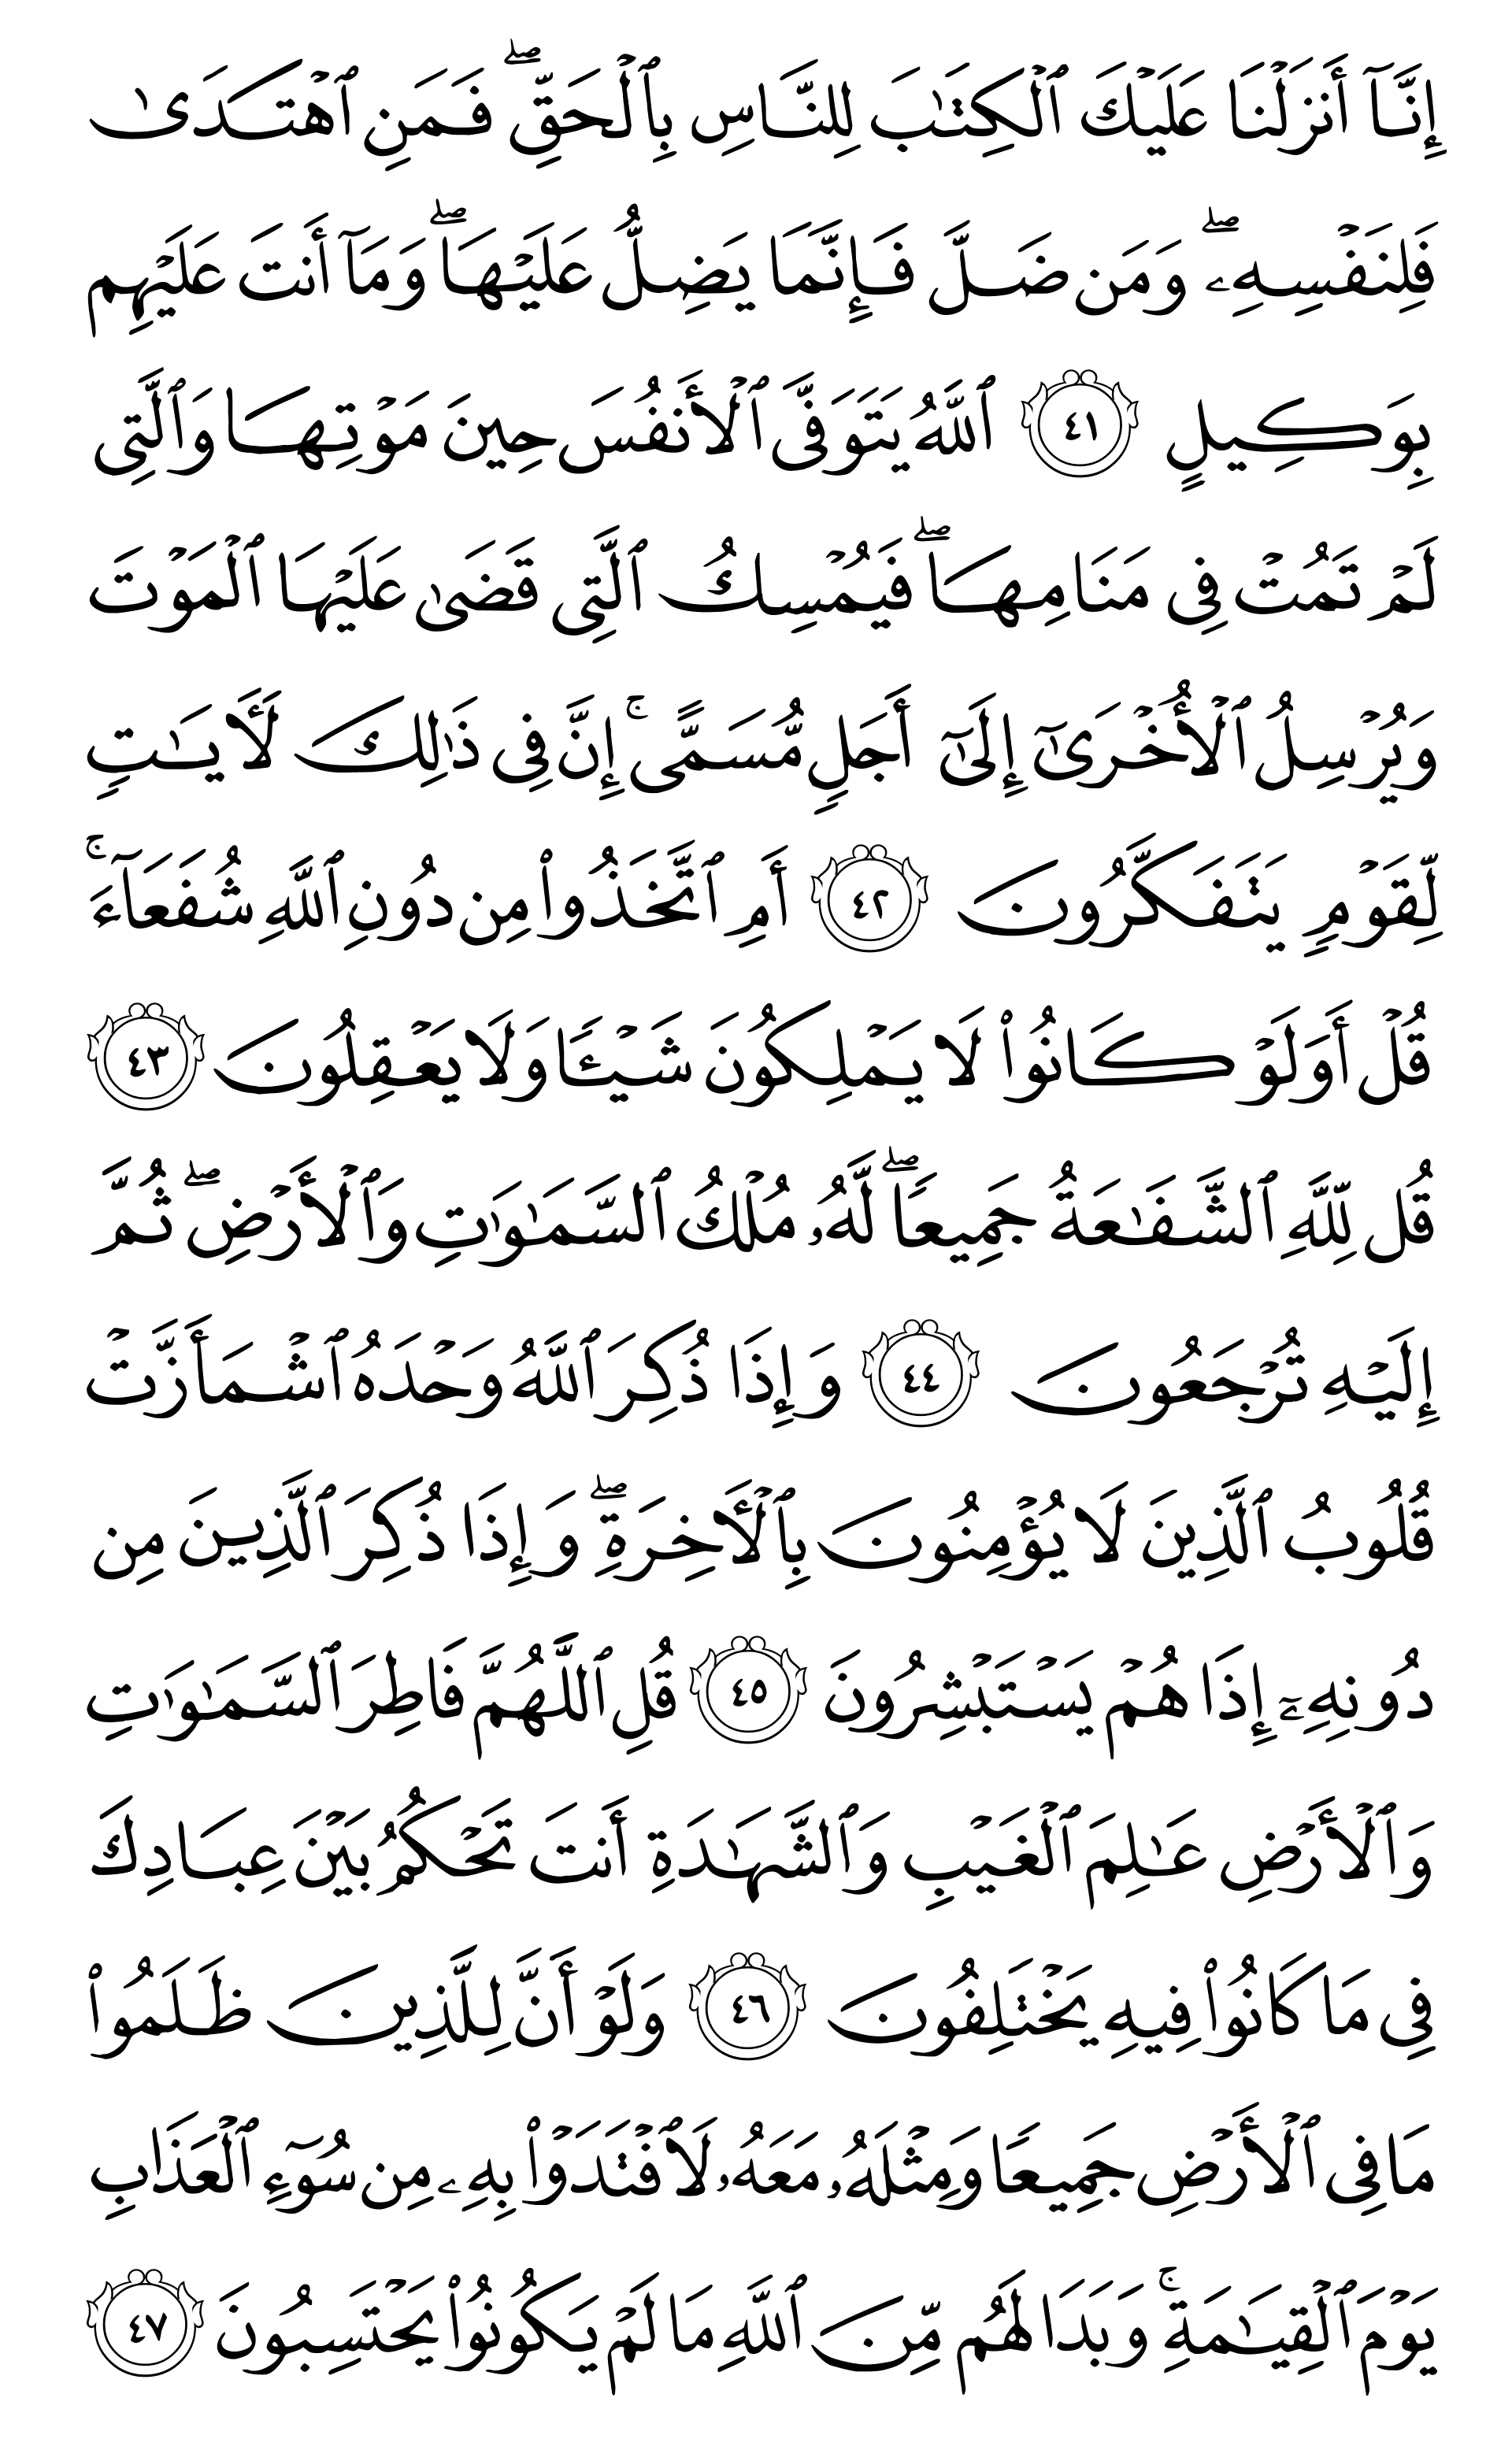 إِنَّآ أَنزَلۡنَا عَلَيۡكَ ٱلۡكِتَٰبَ لِلنَّاسِ بِٱلۡحَقِّۖ فَمَنِ ٱهۡتَدَىٰ
فَلِنَفۡسِهِۦۖ وَمَن ضَلَّ فَإِنَّمَا يَضِلُّ عَلَيۡهَاۖ وَمَآ أَنتَ عَلَيۡهِم
بِوَكِيلٍ ٤١ ٱللَّهُ يَتَوَفَّى ٱلۡأَنفُسَ حِينَ مَوۡتِهَا وَٱلَّتِي
لَمۡ تَمُتۡ فِي مَنَامِهَاۖ فَيُمۡسِكُ ٱلَّتِي قَضَىٰ عَلَيۡهَا ٱلۡمَوۡتَ
وَيُرۡسِلُ ٱلۡأُخۡرَىٰٓ إِلَىٰٓ أَجَلٖ مُّسَمًّىۚ إِنَّ فِي ذَٰلِكَ لَأٓيَٰتٖ
لِّقَوۡمٖ يَتَفَكَّرُونَ ٤٢ أَمِ ٱتَّخَذُواْ مِن دُونِ ٱللَّهِ شُفَعَآءَۚ
قُلۡ أَوَلَوۡ كَانُواْ لَا يَمۡلِكُونَ شَيۡـٔٗا وَلَا يَعۡقِلُونَ ٤٣
قُل لِّلَّهِ ٱلشَّفَٰعَةُ جَمِيعٗاۖ لَّهُۥ مُلۡكُ ٱلسَّمَٰوَٰتِ وَٱلۡأَرۡضِۖ ثُمَّ
إِلَيۡهِ تُرۡجَعُونَ ٤٤ وَإِذَا ذُكِرَ ٱللَّهُ وَحۡدَهُ ٱشۡمَأَزَّتۡ
قُلُوبُ ٱلَّذِينَ لَا يُؤۡمِنُونَ بِٱلۡأٓخِرَةِۖ وَإِذَا ذُكِرَ ٱلَّذِينَ مِن
دُونِهِۦٓ إِذَا هُمۡ يَسۡتَبۡشِرُونَ ٤٥ قُلِ ٱللَّهُمَّ فَاطِرَ ٱلسَّمَٰوَٰتِ
وَٱلۡأَرۡضِ عَٰلِمَ ٱلۡغَيۡبِ وَٱلشَّهَٰدَةِ أَنتَ تَحۡكُمُ بَيۡنَ عِبَادِكَ
فِي مَا كَانُواْ فِيهِ يَخۡتَلِفُونَ ٤٦ وَلَوۡ أَنَّ لِلَّذِينَ ظَلَمُواْ
مَا فِي ٱلۡأَرۡضِ جَمِيعٗا وَمِثۡلَهُۥ مَعَهُۥ لَٱفۡتَدَوۡاْ بِهِۦ مِن سُوٓءِ ٱلۡعَذَابِ
يَوۡمَ ٱلۡقِيَٰمَةِۚ وَبَدَا لَهُم مِّنَ ٱللَّهِ مَا لَمۡ يَكُونُواْ يَحۡتَسِبُونَ ٤٧